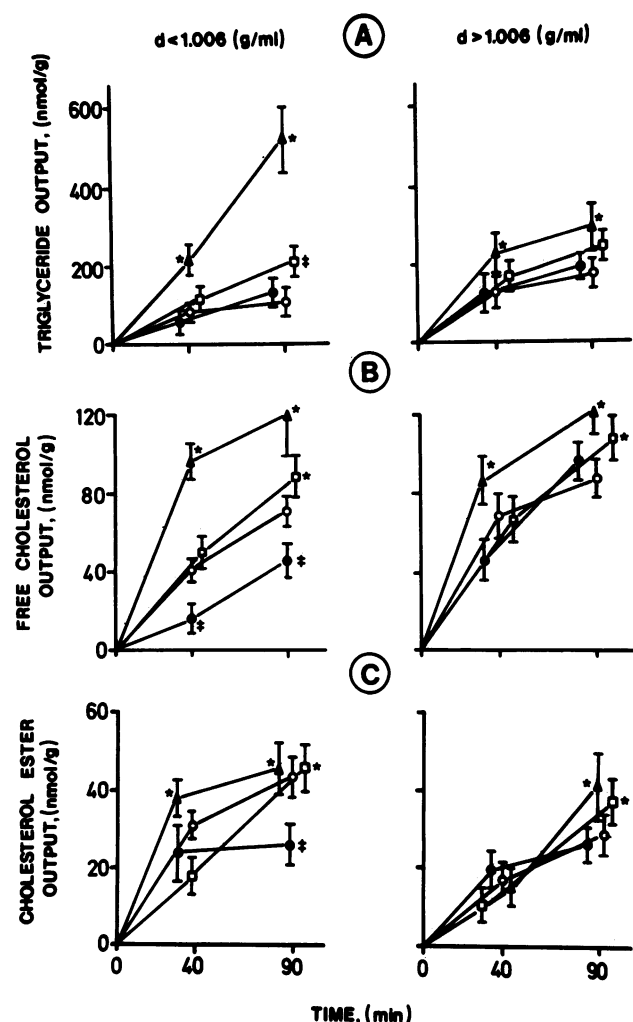 A
d<1.006 (g/ml)
d>1.006 (g/ml)
TRIGLYCERIDE OUTPUT, (nmol/g)
600
400
200
0
* * ‡
* *
B
FREE CHOLESTEROL
OUTPUT, (nmol/g)
120
80
40
0
* * * ‡ ‡
* * *
C
CHOLESTEROL ESTER
OUTPUT, (nmol/g)
60
40
20
0
* * * ‡
* *
0 40 90
0 40 90
TIME, (min)